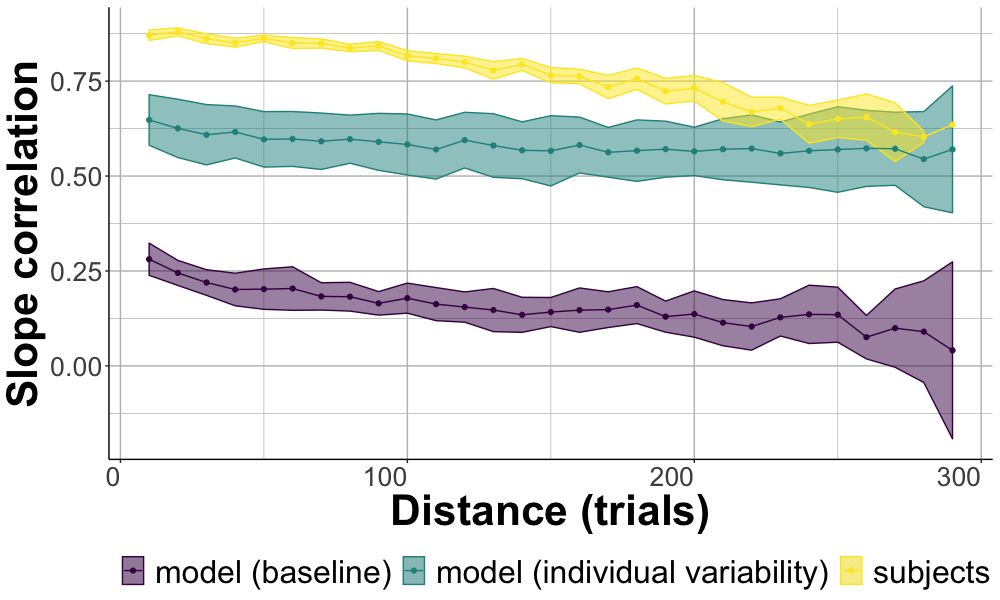 Slope correlation
0.75
0.50
0.25
0.00
0 100 200 300
Distance (trials)
model (baseline) model (individual variability) subjects